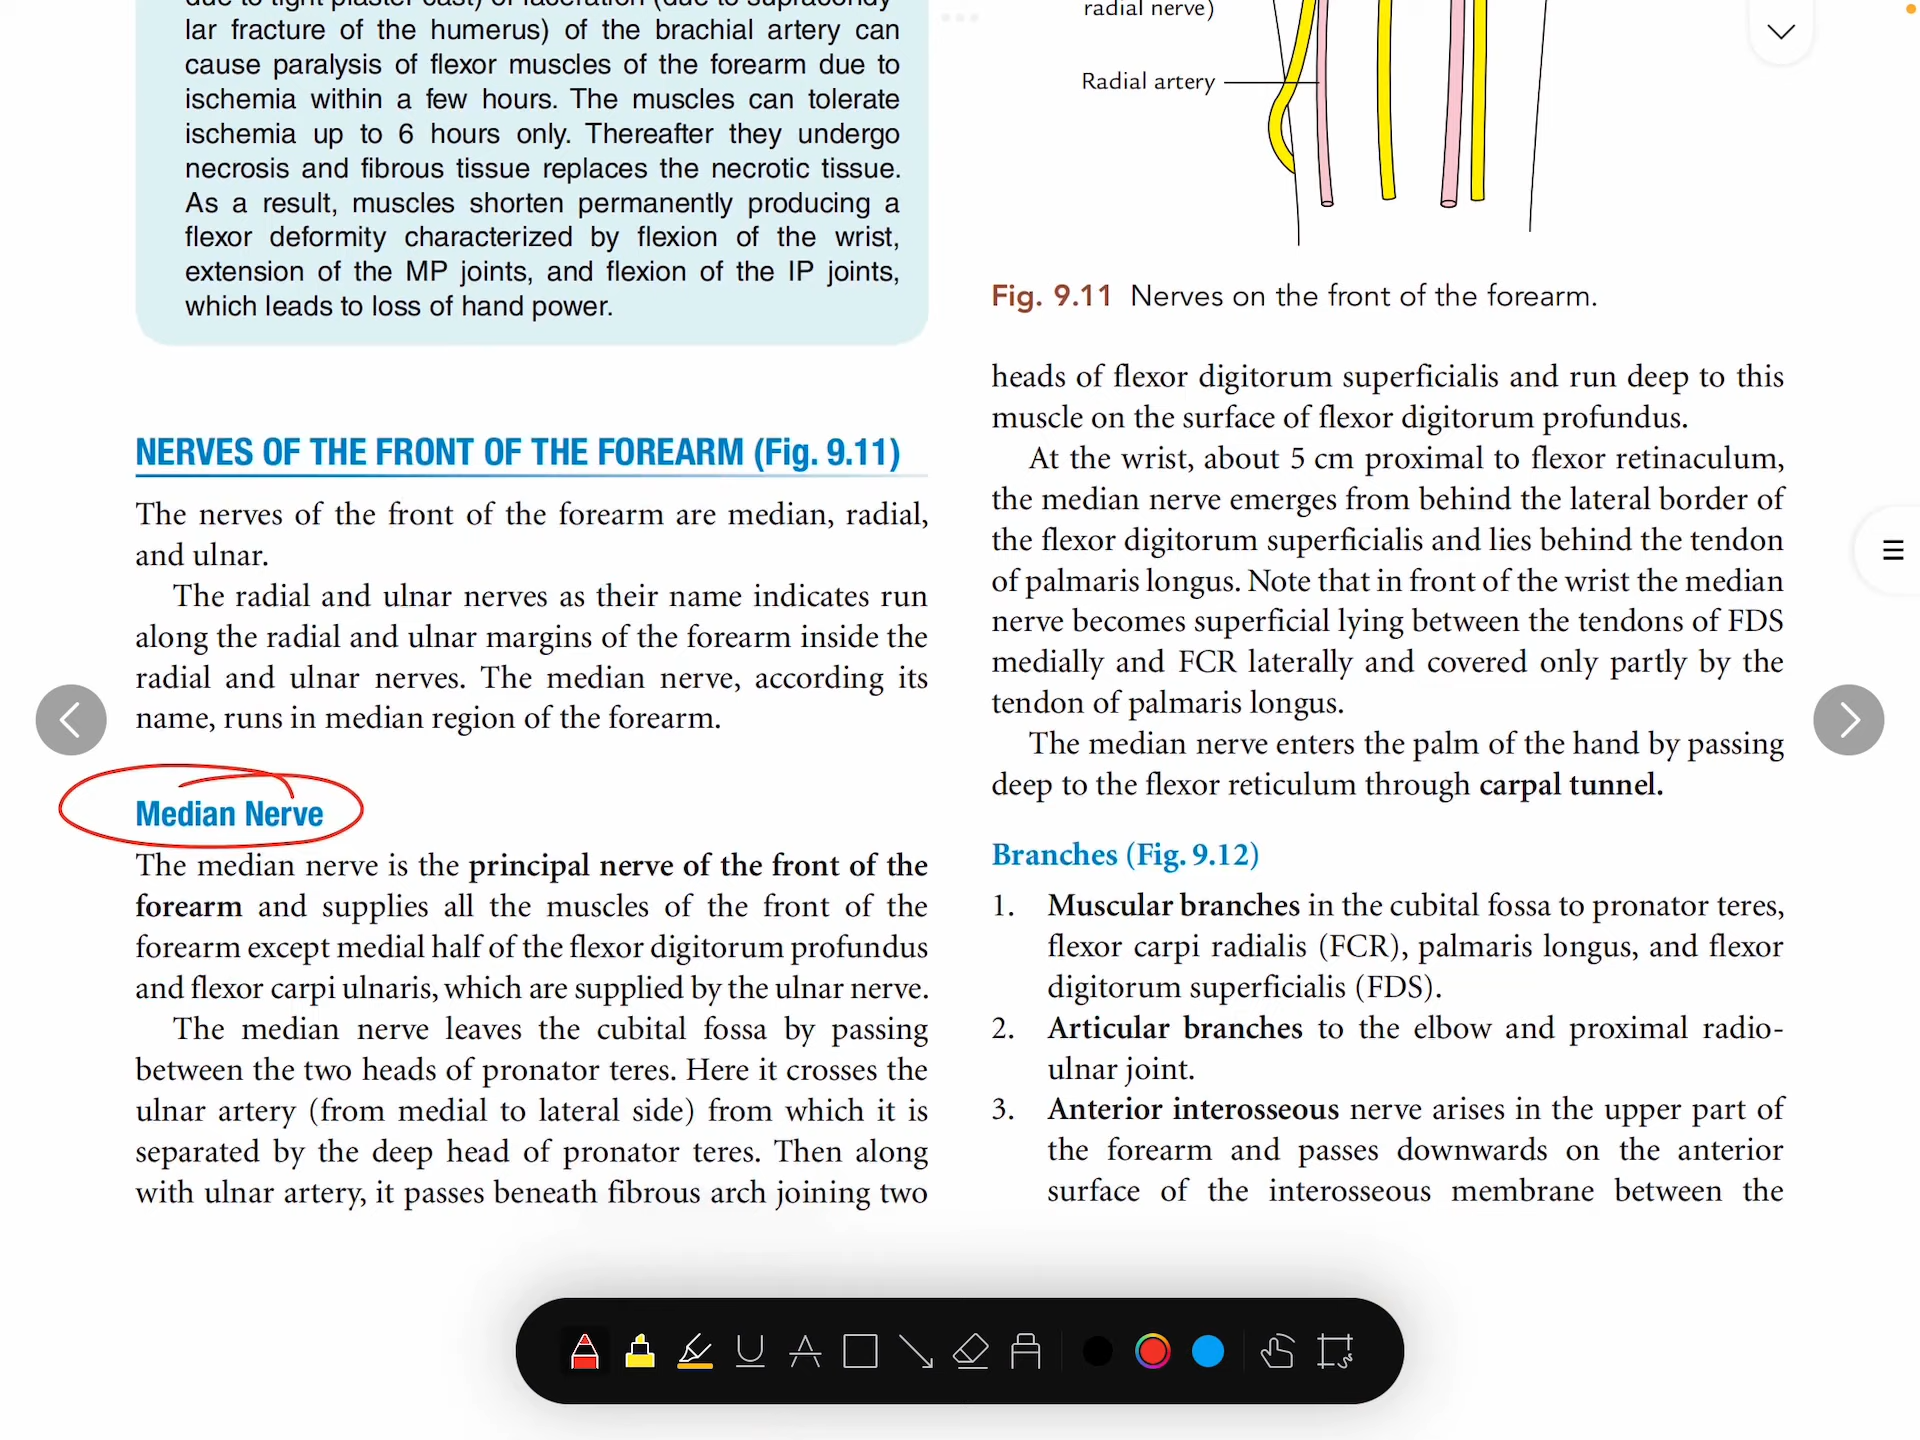 due to tight plaster cast) or laceration (due to supracondy-
lar fracture of the humerus) of the brachial artery can
cause paralysis of flexor muscles of the forearm due to
ischemia within a few hours. The muscles can tolerate
ischemia up to 6 hours only. Thereafter they undergo
necrosis and fibrous tissue replaces the necrotic tissue.
As a result, muscles shorten permanently producing a
flexor deformity characterized by flexion of the wrist,
extension of the MP joints, and flexion of the IP joints,
which leads to loss of hand power.
NERVES OF THE FRONT OF THE FOREARM (Fig. 9.11)
The nerves of the front of the forearm are median, radial,
and ulnar.
The radial and ulnar nerves as their name indicates run
along the radial and ulnar margins of the forearm inside the
radial and ulnar nerves. The median nerve, according its
name, runs in median region of the forearm.
Median Nerve
The median nerve is the principal nerve of the front of the
forearm and supplies all the muscles of the front of the
forearm except medial half of the flexor digitorum profundus
and flexor carpi ulnaris, which are supplied by the ulnar nerve.
The median nerve leaves the cubital fossa by passing
between the two heads of pronator teres. Here it crosses the
ulnar artery (from medial to lateral side) from which it is
separated by the deep head of pronator teres. Then along
with ulnar artery, it passes beneath fibrous arch joining two
radial nerve)
Radial artery
Fig. 9.11 Nerves on the front of the forearm.
heads of flexor digitorum superficialis and run deep to this
muscle on the surface of flexor digitorum profundus.
At the wrist, about 5 cm proximal to flexor retinaculum,
the median nerve emerges from behind the lateral border of
the flexor digitorum superficialis and lies behind the tendon
of palmaris longus. Note that in front of the wrist the median
nerve becomes superficial lying between the tendons of FDS
medially and FCR laterally and covered only partly by the
tendon of palmaris longus.
The median nerve enters the palm of the hand by passing
deep to the flexor reticulum through carpal tunnel.
Branches (Fig. 9.12)
1. Muscular branches in the cubital fossa to pronator teres,
flexor carpi radialis (FCR), palmaris longus, and flexor
digitorum superficialis (FDS).
2. Articular branches to the elbow and proximal radio-
ulnar joint.
3. Anterior interosseous nerve arises in the upper part of
the forearm and passes downwards on the anterior
surface of the interosseous membrane between the